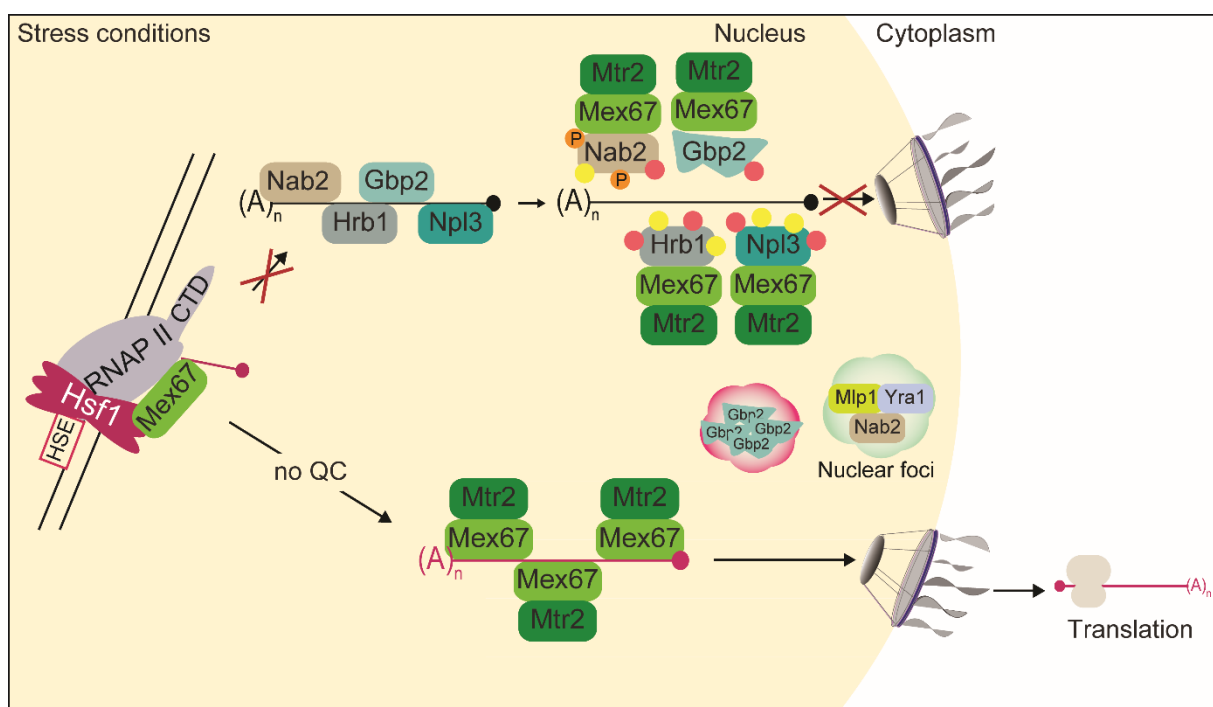 Stress conditions
Nucleus
Cytoplasm
Mtr2
Mtr2
Mex67
Mex67
P
Nab2
Gbp2
P
Nab2
Gbp2
(A)n
Hrb1
Npl3
(A)n
Hrb1
Npl3
Mex67
Mex67
Mtr2
Mtr2
RNAP II CTD
Hsf1
Mex67
HSE
Gbp2
Gbp2
Gbp2
Gbp2
Mlp1
Yra1
Nab2
Nuclear foci
no QC
Mtr2
Mtr2
Mex67
Mex67
(A)n
Mex67
Mtr2
(A)n
Translation